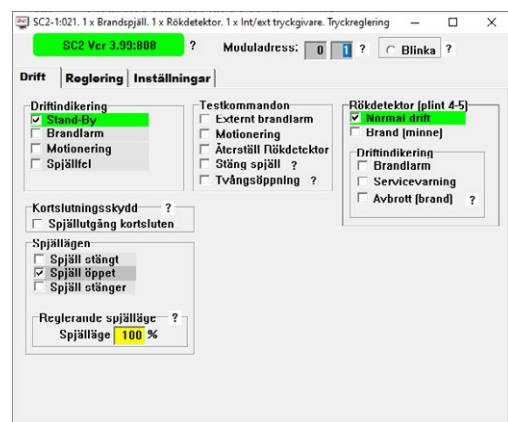 SC2-1:021. 1 x Brandspjäll. 1 x Rökdetektor. 1 x Int/ext tryckgivare. Tryckreglering
SC2 Ver 3.99:808 ? Moduladress: 0 1 ? Blinka ?
Drift Reglering Inställningar
Driftindikering
Stand-By
Brandlarm
Motionering
Spjällfel
Testkommandon
Externt brandlarm
Motionering
Återställ Rökdetektor
Stäng spjäll ?
Tvångsöppning ?
Rökdetektor (plint 4-5)
Normal drift
Brand (minne)
Driftindikering
Brandlarm
Servicevarning
Avbrott (brand) ?
Kortslutningsskydd ?
Spjällutgång kortsluten
Spjällägen
Spjäll stängt
Spjäll öppet
Spjäll stänger
Reglerande spjälläge ?
Spjälläge 100 %